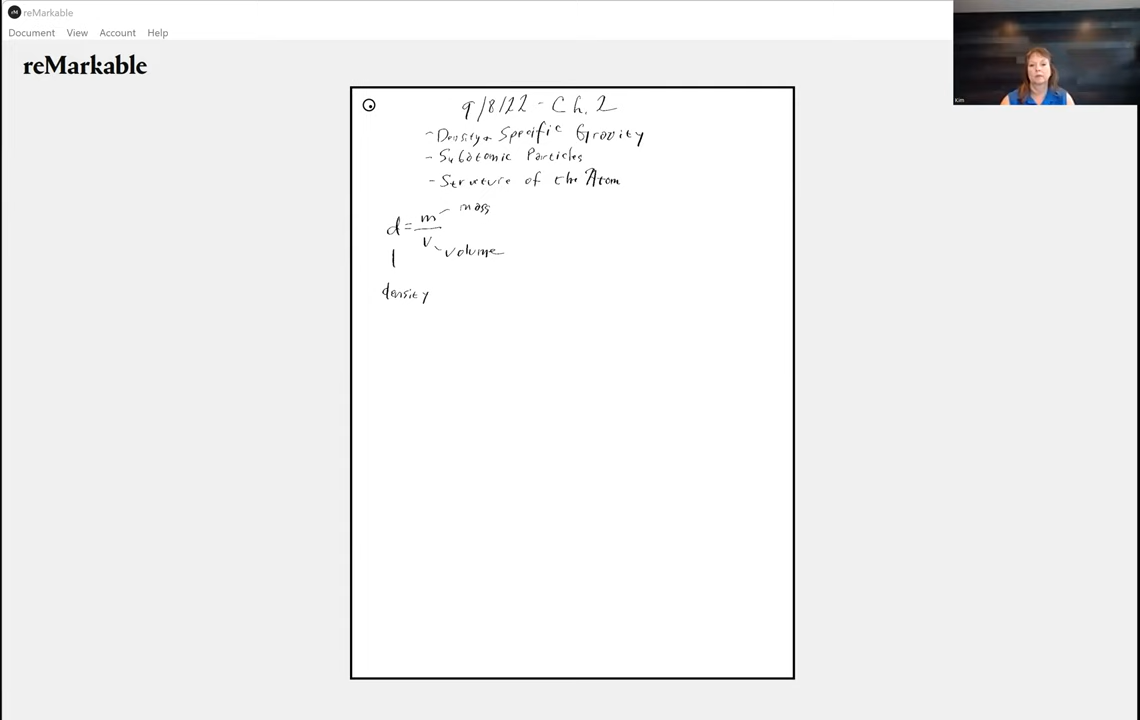 reMarkable
Document View Account Help
reMarkable
Kim
9/8/22 - Ch. 2
- Density + Specific Gravity
- Subatomic Particles
- Structure of the Atom
d = m/v
mass
volume
density